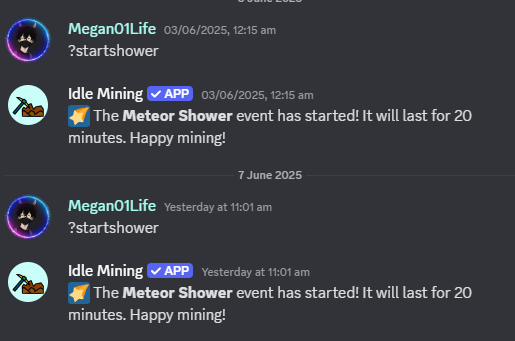 Megan01Life 03/06/2025, 12:15 am
?startshower
Idle Mining ✓ APP 03/06/2025, 12:15 am
The Meteor Shower event has started! It will last for 20
minutes. Happy mining!
7 June 2025
Megan01Life Yesterday at 11:01 am
?startshower
Idle Mining ✓ APP Yesterday at 11:01 am
The Meteor Shower event has started! It will last for 20
minutes. Happy mining!